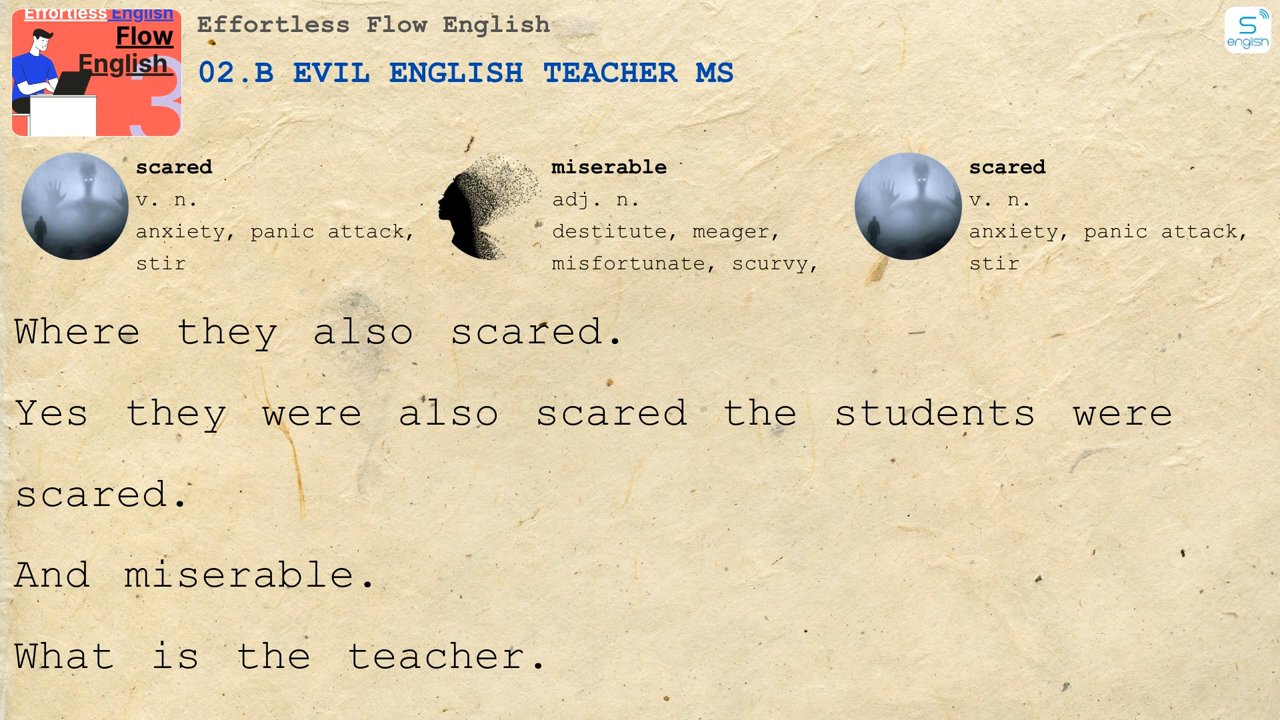 Effortless English
Flow
English
3
Effortless Flow English
02.B EVIL ENGLISH TEACHER MS
S
english
scared
v. n.
anxiety, panic attack,
stir
miserable
adj. n.
destitute, meager,
misfortunate, scurvy,
scared
v. n.
anxiety, panic attack,
stir
Where they also scared.
Yes they were also scared the students were
scared.
And miserable.
What is the teacher.